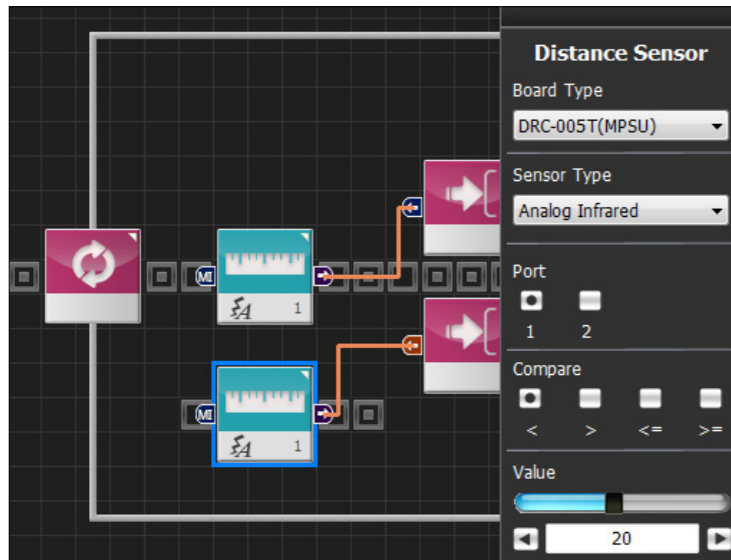 Distance Sensor
Board Type
DRC-005T(MPSU)
Sensor Type
Analog Infrared
Port
1 2
Compare
< > <= >=
Value
20
MI
A 1
MI
A 1